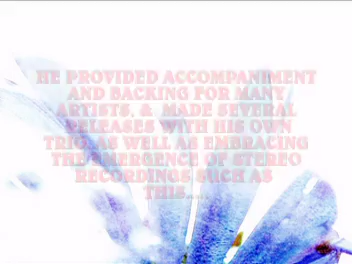 HE PROVIDED ACCOMPANIMENT
AND BACKING FOR MANY
ARTISTS, & MADE SEVERAL
RELEASES WITH HIS OWN
TRIO, AS WELL AS EMBRACING
THE EMERGENCE OF STEREO
RECORDINGS SUCH AS
THIS.....